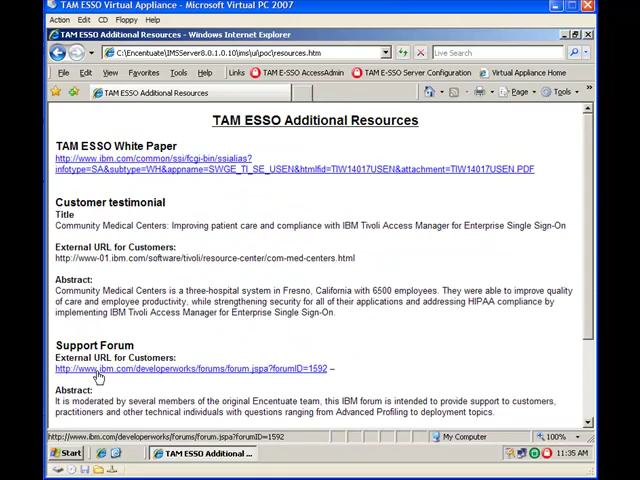 TAM ESSO Virtual Appliance - Microsoft Virtual PC 2007
Action Edit CD Floppy Help
TAM ESSO Additional Resources - Windows Internet Explorer
C:\Encentuate\IMSServer8.0.1.0.10\ims\ui\poc\resources.htm
Live Search
File Edit View Favorites Tools Help Links TAM E-SSO AccessAdmin TAM E-SSO Server Configuration Virtual Appliance Home
TAM ESSO Additional Resources
Page Tools
TAM ESSO Additional Resources
TAM ESSO White Paper
http://www.ibm.com/common/ssi/fcgi-bin/ssialias?
infotype=SA&subtype=WH&appname=SWGE_TI_SE_USEN&htmlfid=TIW14017USEN&attachment=TIW14017USEN.PDF
Customer testimonial
Title
Community Medical Centers: Improving patient care and compliance with IBM Tivoli Access Manager for Enterprise Single Sign-On
External URL for Customers:
http://www-01.ibm.com/software/tivoli/resource-center/com-med-centers.html
Abstract:
Community Medical Centers is a three-hospital system in Fresno, California with 6500 employees. They were able to improve quality
of care and employee productivity, while strengthening security for all of their applications and addressing HIPAA compliance by
implementing IBM Tivoli Access Manager for Enterprise Single Sign-On.
Support Forum
External URL for Customers:
http://www.ibm.com/developerworks/forums/forum.jspa?forumID=1592 –
Abstract:
It is moderated by several members of the original Encentuate team, this IBM forum is intended to provide support to customers,
practitioners and other technical individuals with questions ranging from Advanced Profiling to deployment topics.
http://www.ibm.com/developerworks/forums/forum.jspa?forumID=1592
My Computer
100%
Start
TAM ESSO Additional ...
11:35 AM